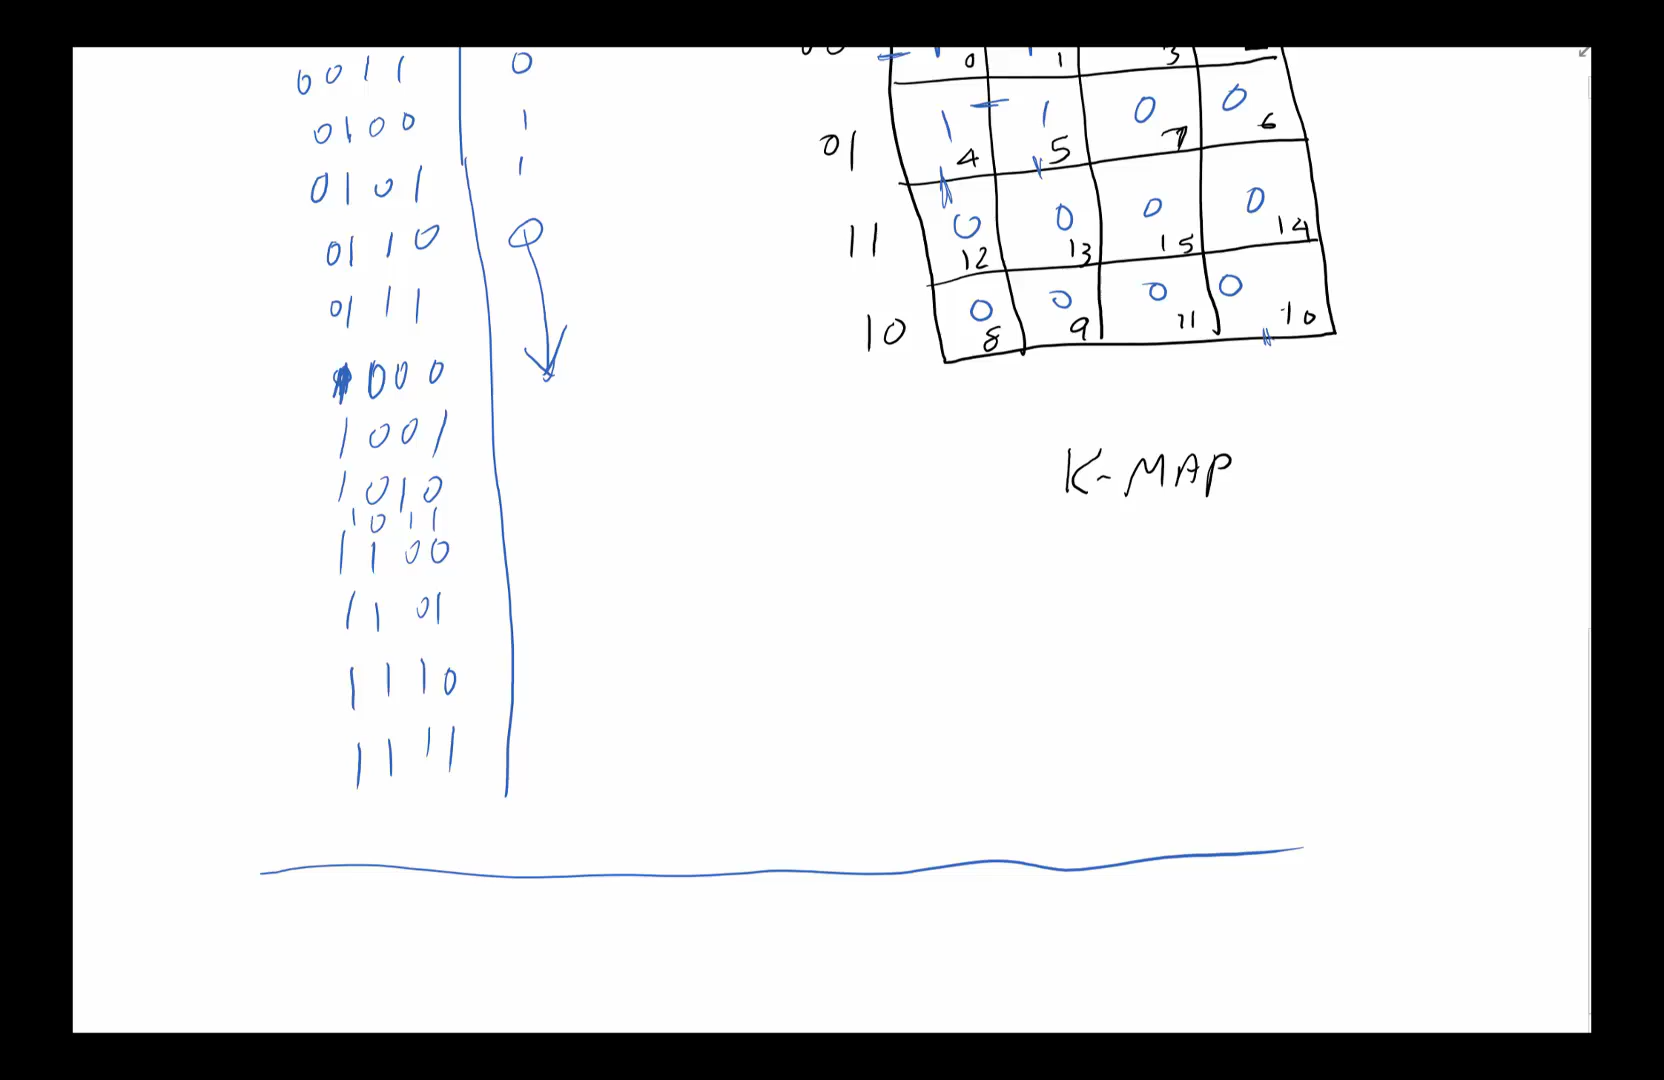 0011 0
0100 1
0101 1
0110 0
0111
1000
1001
1010
1011
1100
1101
1110
1111
00 0 1 3
01 1 4 1 5 0 7 0 6
11 0 12 0 13 0 15 0 14
10 0 8 0 9 0 11 0 10
K-MAP